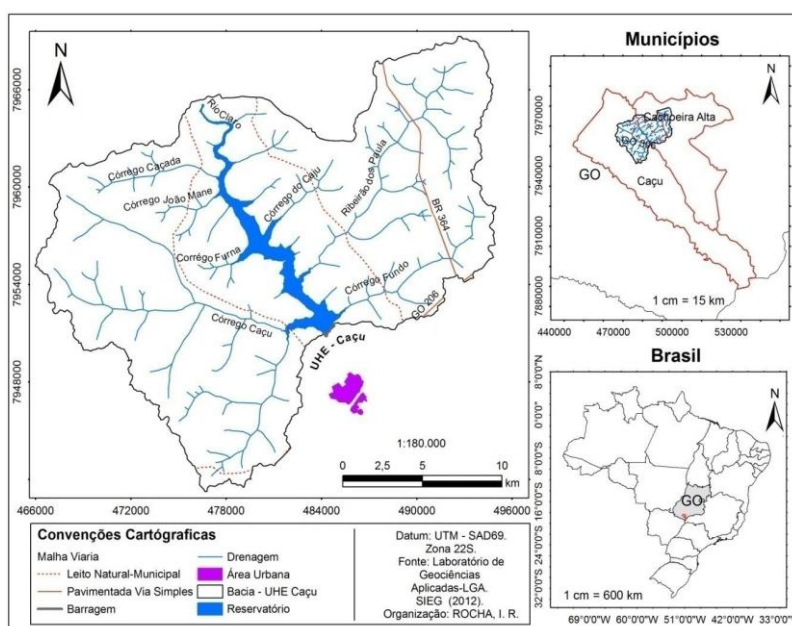 N
7966000
7960000
7954000
7948000
466000 472000 478000 484000 490000 496000
Rio Claro
Córrego Caçada
Córrego João Mane
Córrego do Caju
Ribeirão dos Paula
BR 364
Corrégo Furna
Córrego Fundo
GO 206
Córrego Caçu
UHE - Caçu
1:180.000
0 2,5 5 10
km
Municípios
N
7970000
7940000
7910000
7880000
Cachoeira Alta
GO 206
GO
Caçu
1 cm = 15 km
440000 470000 500000 530000
Brasil
8°0'0"N
0°0'0"
8°0'0"S
16°0'0"S
24°0'0"S
32°0'0"S
N
GO
1 cm = 600 km
69°0'0"W 60°0'0"W 51°0'0"W 42°0'0"W 33°0'0"W
Convenções Cartógraficas
Malha Viaria
Leito Natural-Municipal
Pavimentada Via Simples
Barragem
Drenagem
Área Urbana
Bacia - UHE Caçu
Reservatório
Datum: UTM - SAD69.
Zona 22S.
Fonte: Laboratório de
Geociências
Aplicadas-LGA.
SIEG (2012).
Organização: ROCHA, I. R.